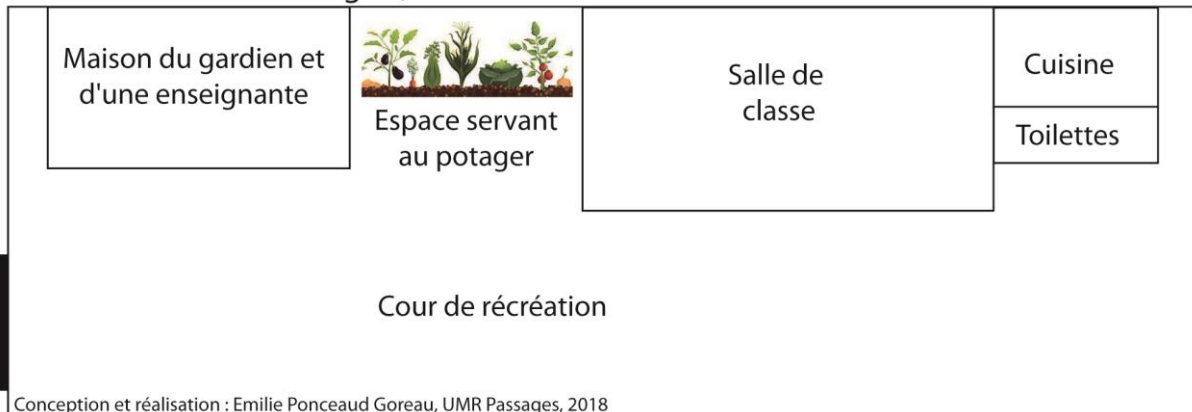 Maison du gardien et
d'une enseignante
Espace servant
au potager
Salle de
classe
Cuisine
Toilettes
Cour de récréation
Conception et réalisation : Emilie Ponceaud Goreau, UMR Passages, 2018